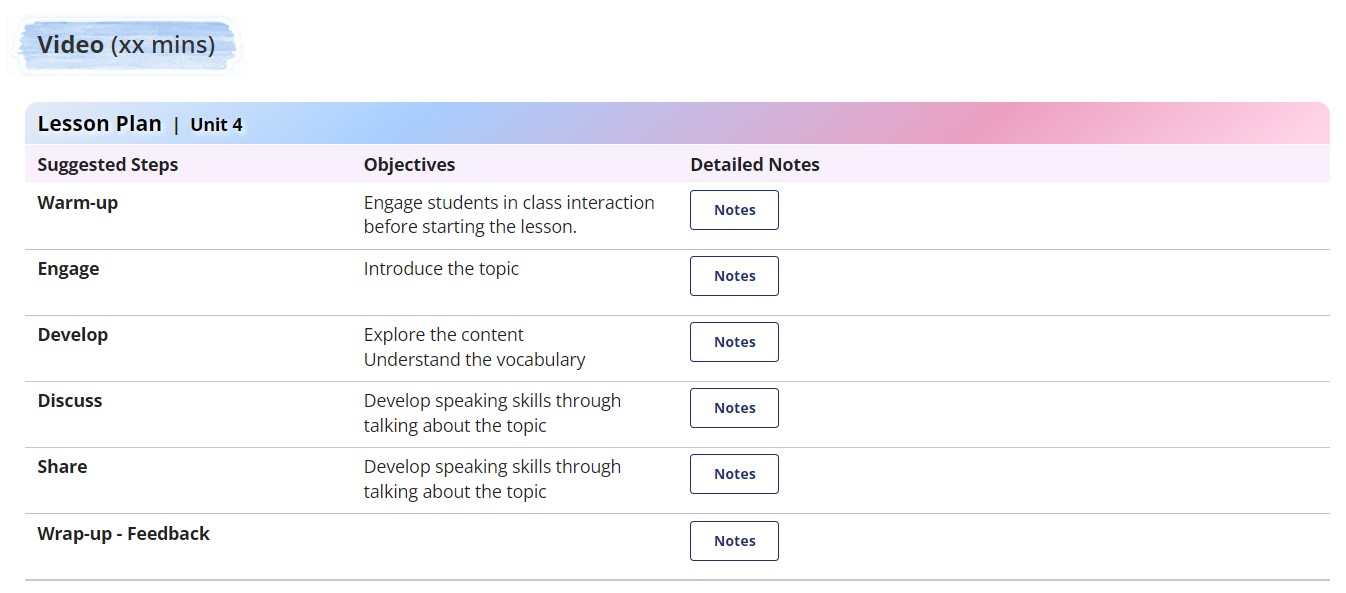 Video (xx mins)
Lesson Plan | Unit 4
Suggested Steps Objectives Detailed Notes
Warm-up Engage students in class interaction Notes
before starting the lesson.
Engage Introduce the topic Notes
Develop Explore the content Notes
Understand the vocabulary
Discuss Develop speaking skills through Notes
talking about the topic
Share Develop speaking skills through Notes
talking about the topic
Wrap-up - Feedback Notes